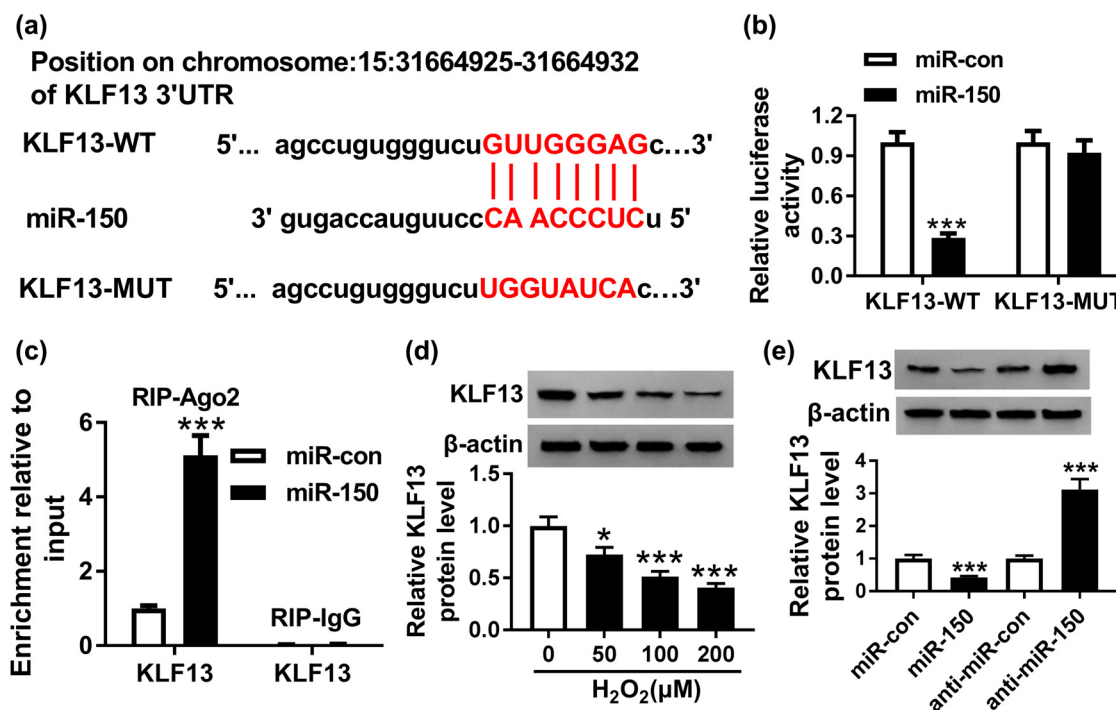 (a)
Position on chromosome:15:31664925-31664932
of KLF13 3'UTR
KLF13-WT 5'... agccugugggucuGUUGGGAGc...3'
miR-150 3' gugaccauguuccCAACCCUCu 5'
KLF13-MUT 5'... agccugugggucuUGGUAUCAc...3'
(b)
miR-con
miR-150
Relative luciferase
activity
1.2
0.9
0.6
0.3
0.0
***
KLF13-WT KLF13-MUT
(c)
Enrichment relative to
input
RIP-Ago2
***
miR-con
miR-150
6
4
2
0
RIP-IgG
KLF13 KLF13
(d)
KLF13
β-actin
Relative KLF13
protein level
1.5
1.0
0.5
0.0
* *** ***
0 50 100 200
H₂O₂(μM)
(e)
KLF13
β-actin
Relative KLF13
protein level
4
3
2
1
0
*** ***
miR-con
miR-150
anti-miR-con
anti-miR-150